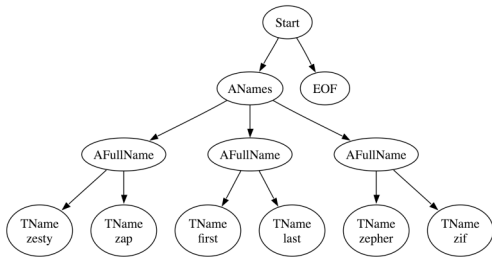 Start
ANames
EOF
AFullName
AFullName
AFullName
TName
zesty
TName
zap
TName
first
TName
last
TName
zepher
TName
zif